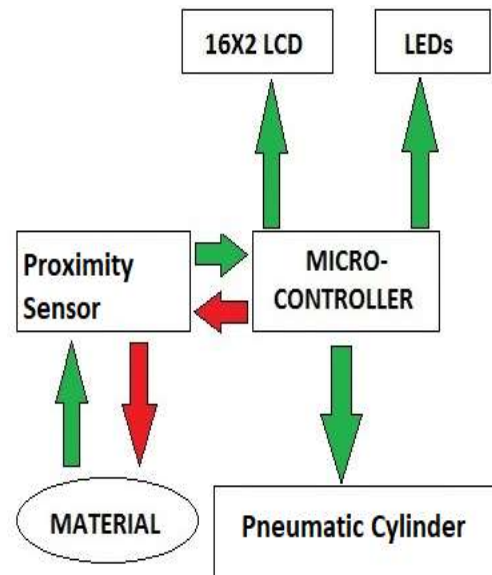 16X2 LCD
LEDs
Proximity
Sensor
MICRO-
CONTROLLER
MATERIAL
Pneumatic Cylinder